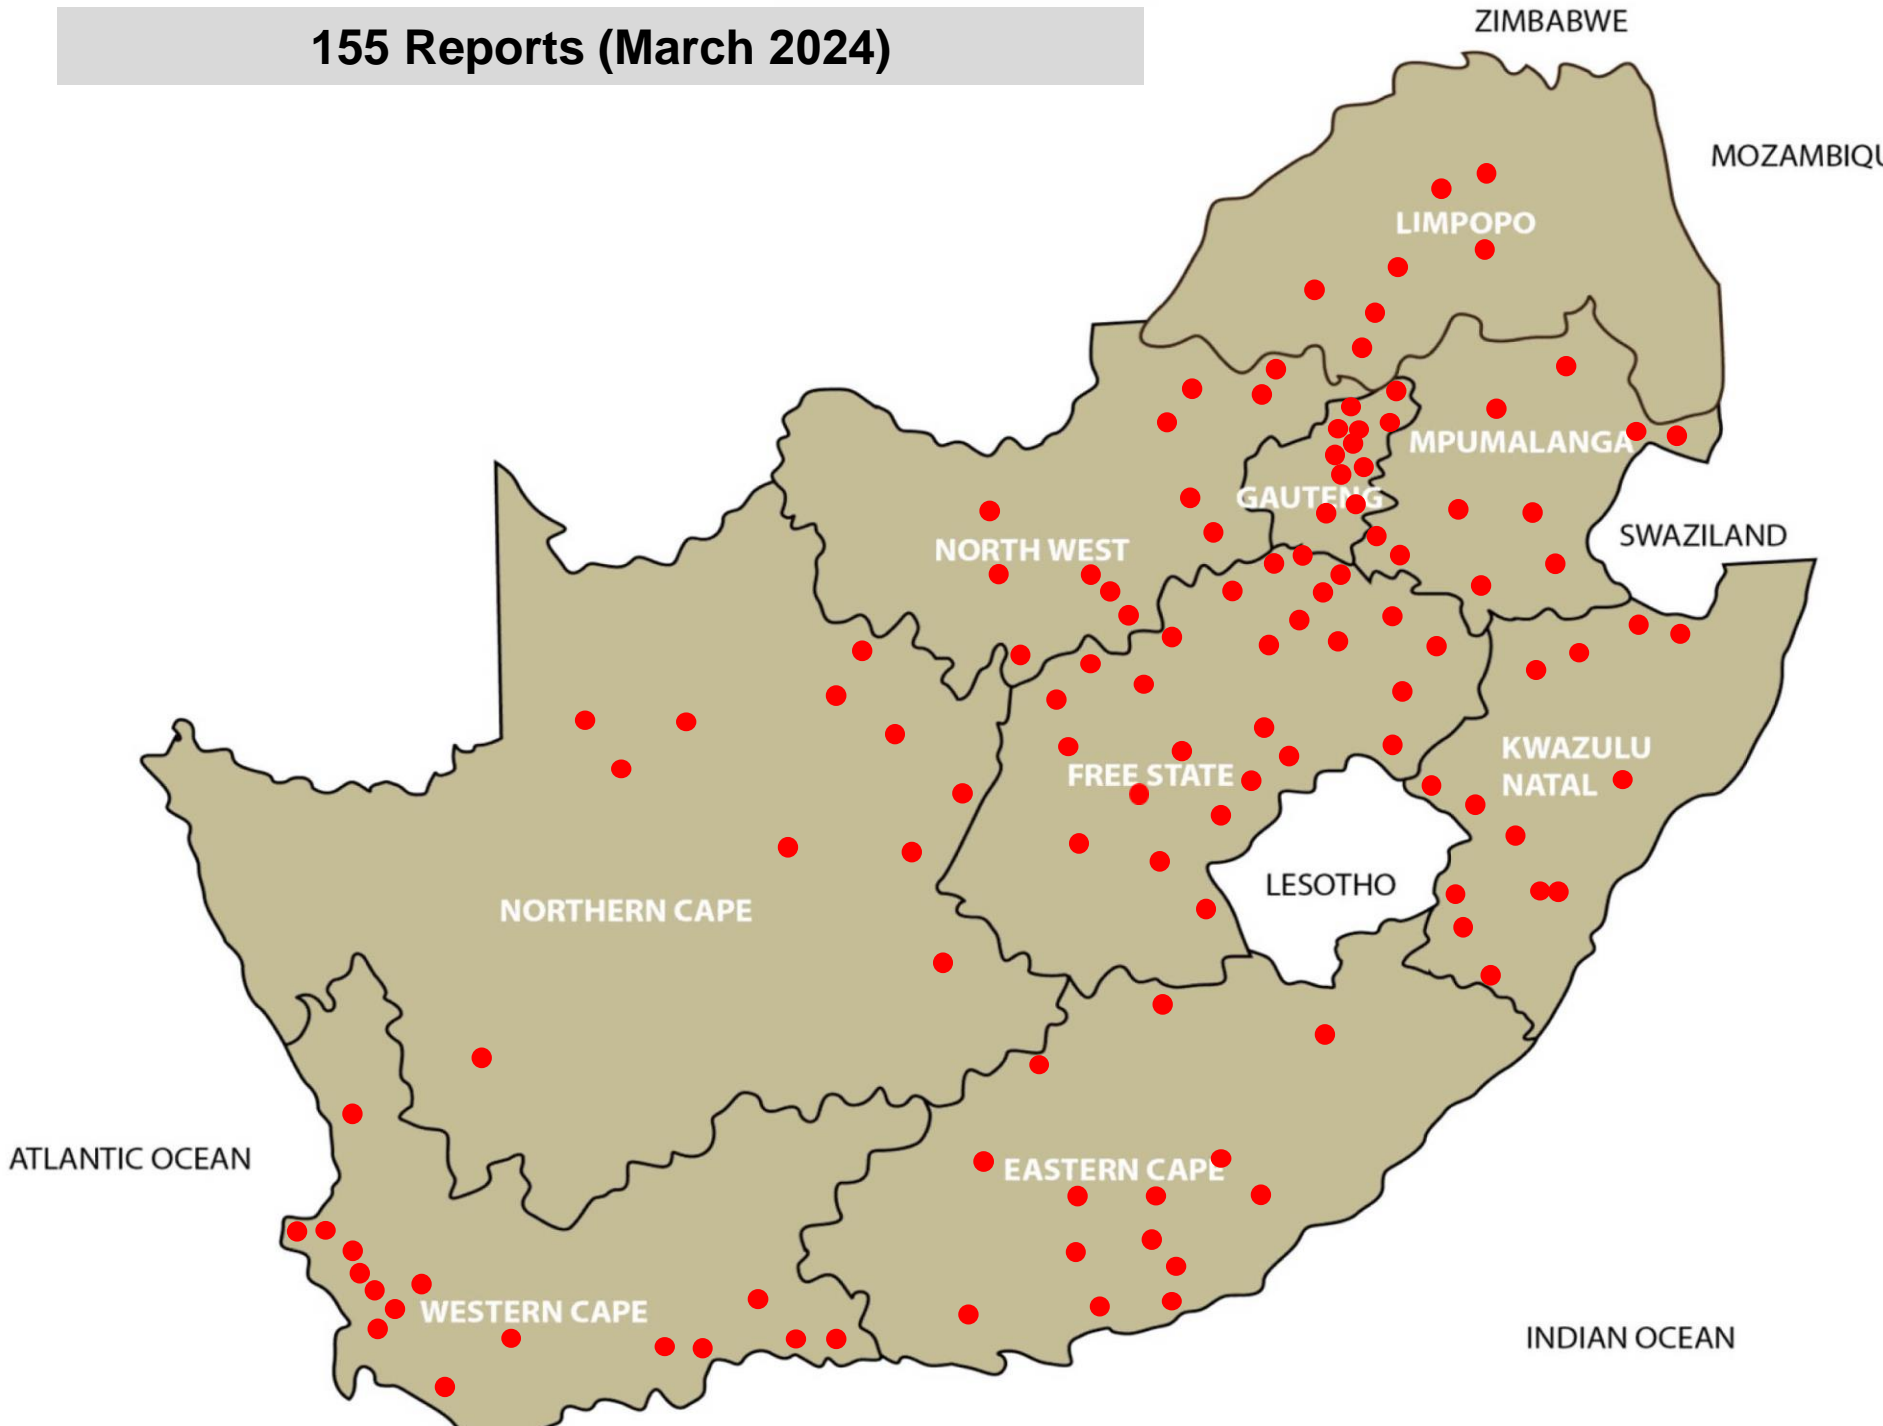 155 Reports (March 2024)
ZIMBABWE
MOZAMBIQU
LIMPOPO
MPUMALANGA
GAUTENG
SWAZILAND
NORTH WEST
KWAZULU
NATAL
FREE STATE
LESOTHO
NORTHERN CAPE
ATLANTIC OCEAN
EASTERN CAPE
WESTERN CAPE
INDIAN OCEAN